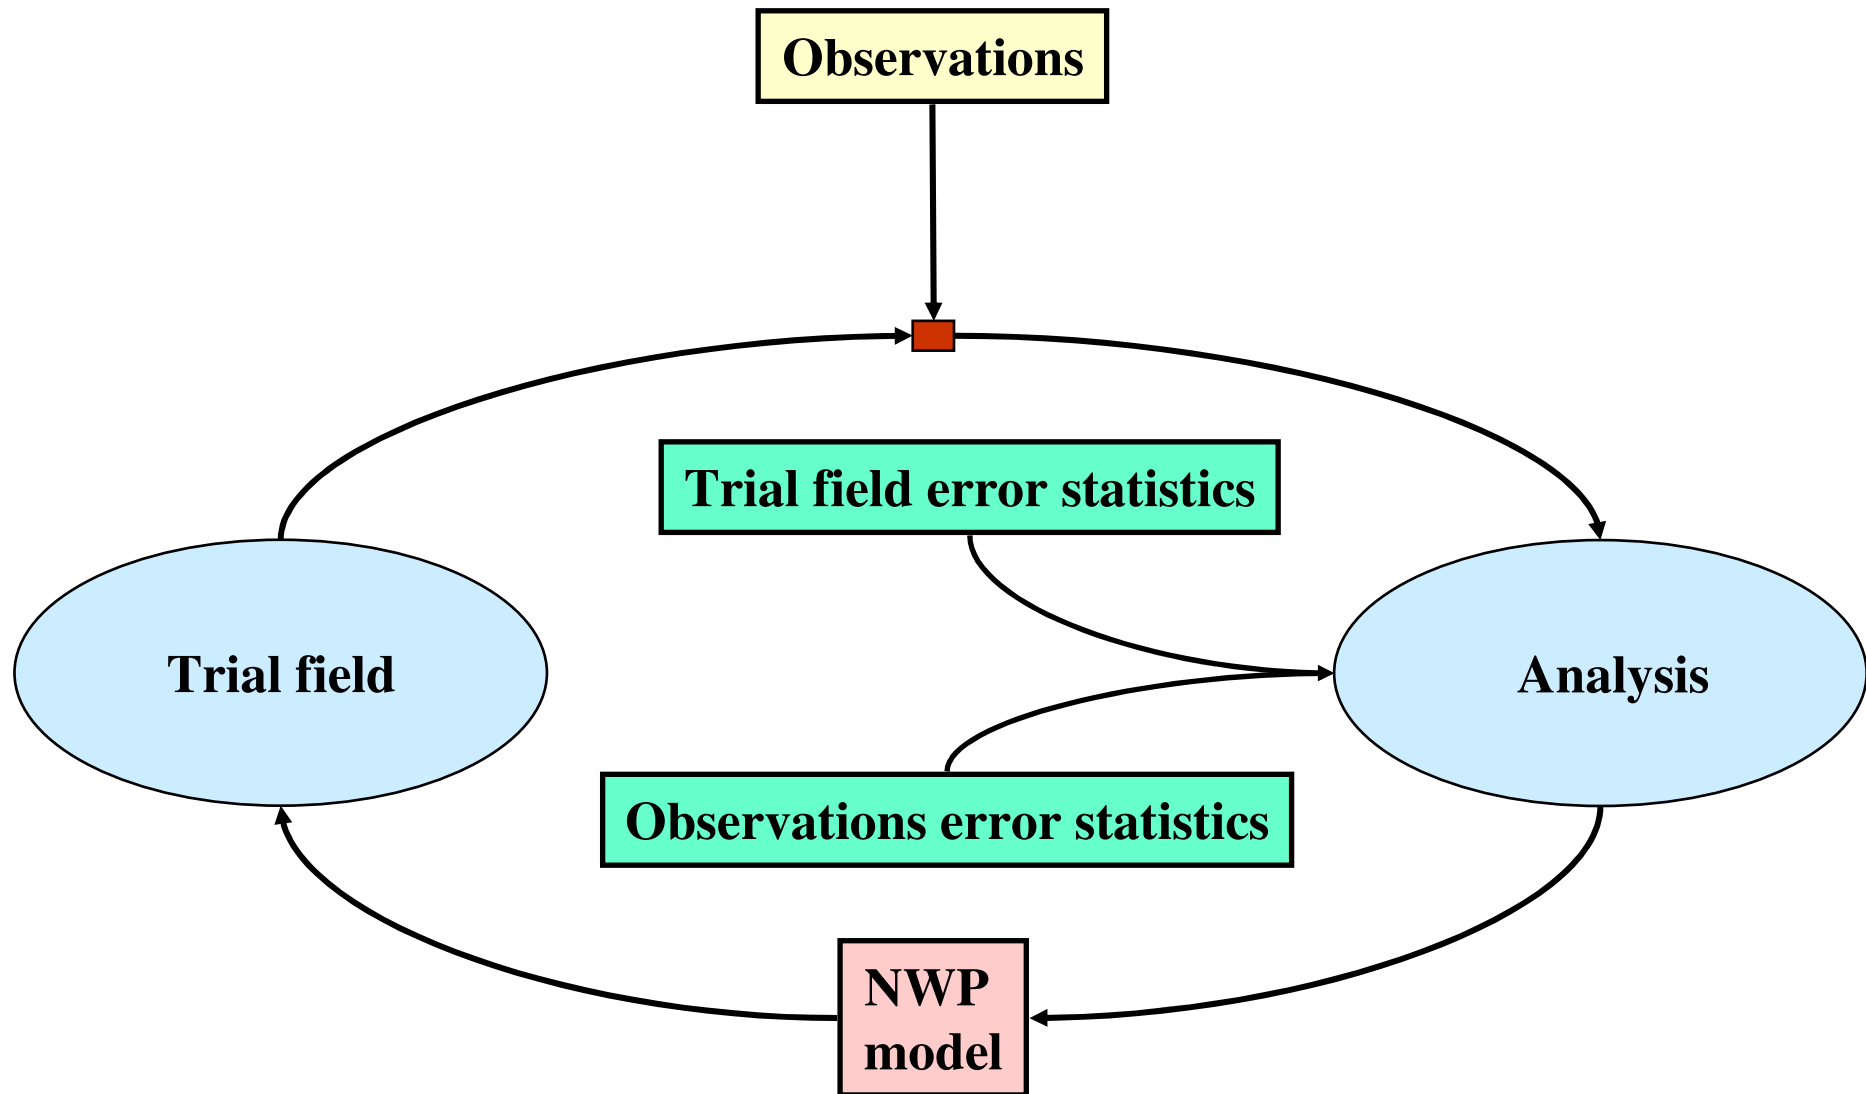 Observations
Trial field error statistics
Trial field
Analysis
Observations error statistics
NWP
model